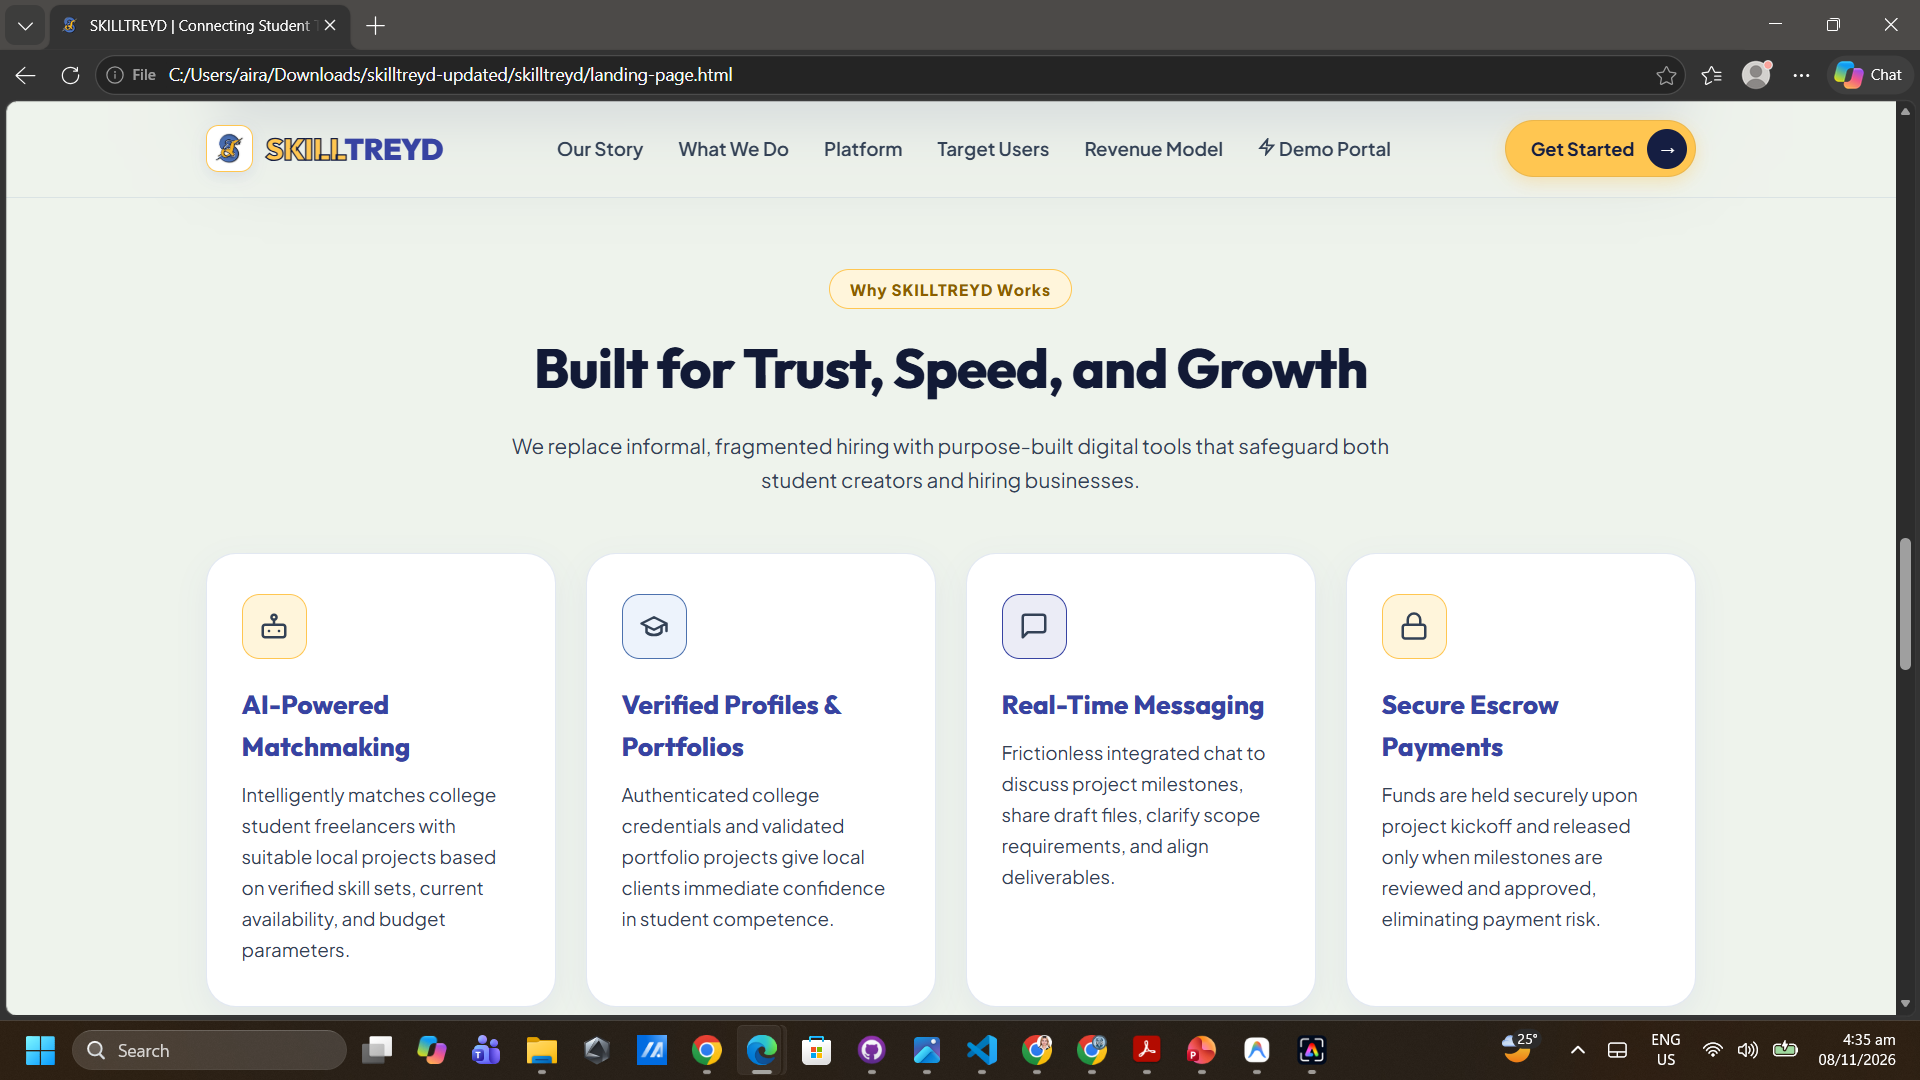 SKILLTREYD | Connecting Student T
File C:/Users/aira/Downloads/skilltreyd-updated/skilltreyd/landing-page.html
Chat
SKILLTREYD
Our Story
What We Do
Platform
Target Users
Revenue Model
Demo Portal
Get Started →
Why SKILLTREYD Works
Built for Trust, Speed, and Growth
We replace informal, fragmented hiring with purpose-built digital tools that safeguard both
student creators and hiring businesses.
AI-Powered
Matchmaking
Intelligently matches college
student freelancers with
suitable local projects based
on verified skill sets, current
availability, and budget
parameters.
Verified Profiles &
Portfolios
Authenticated college
credentials and validated
portfolio projects give local
clients immediate confidence
in student competence.
Real-Time Messaging
Frictionless integrated chat to
discuss project milestones,
share draft files, clarify scope
requirements, and align
deliverables.
Secure Escrow
Payments
Funds are held securely upon
project kickoff and released
only when milestones are
reviewed and approved,
eliminating payment risk.
Search
25°
ENG
US
4:35 am
08/11/2026